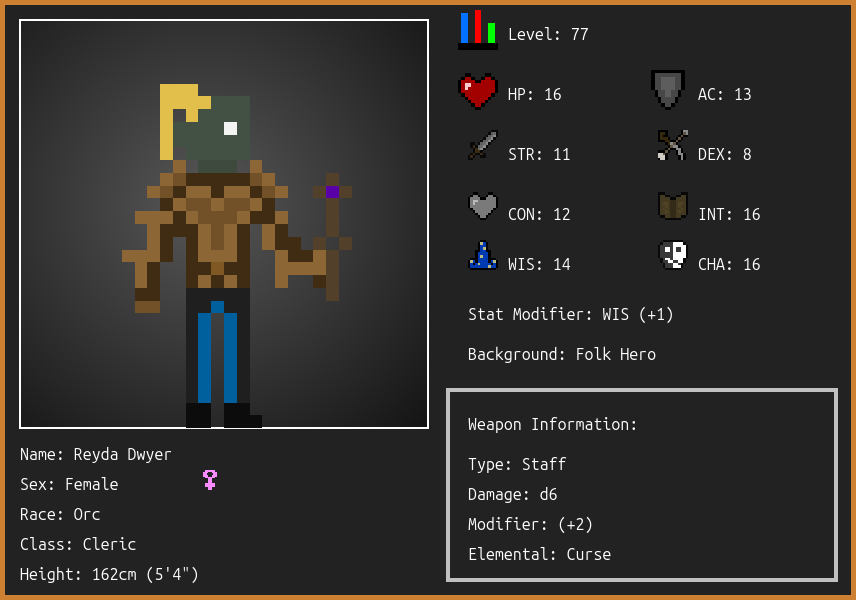 Level: 77
HP: 16
AC: 13
STR: 11
DEX: 8
CON: 12
INT: 16
WIS: 14
CHA: 16
Stat Modifier: WIS (+1)
Background: Folk Hero
Weapon Information:
Type: Staff
Damage: d6
Modifier: (+2)
Elemental: Curse
Name: Reyda Dwyer
Sex: Female
Race: Orc
Class: Cleric
Height: 162cm (5'4")